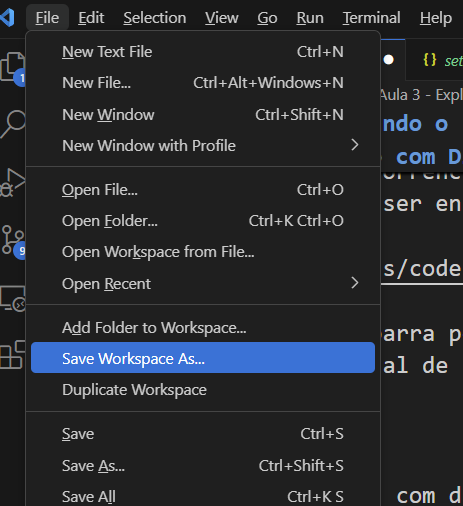 File Edit Selection View Go Run Terminal Help
New Text File Ctrl+N
1
{ } set
New File... Ctrl+Alt+Windows+N
Aula 3 - Expl
New Window Ctrl+Shift+N
ndo o
New Window with Profile
com D
Open File... Ctrl+O
ser en
Open Folder... Ctrl+K Ctrl+O
9
Open Workspace from File...
s/code
Open Recent
Add Folder to Workspace...
arra p
Save Workspace As...
al de
Duplicate Workspace
Save Ctrl+S
Save As... Ctrl+Shift+S
Save All Ctrl+K S
com d